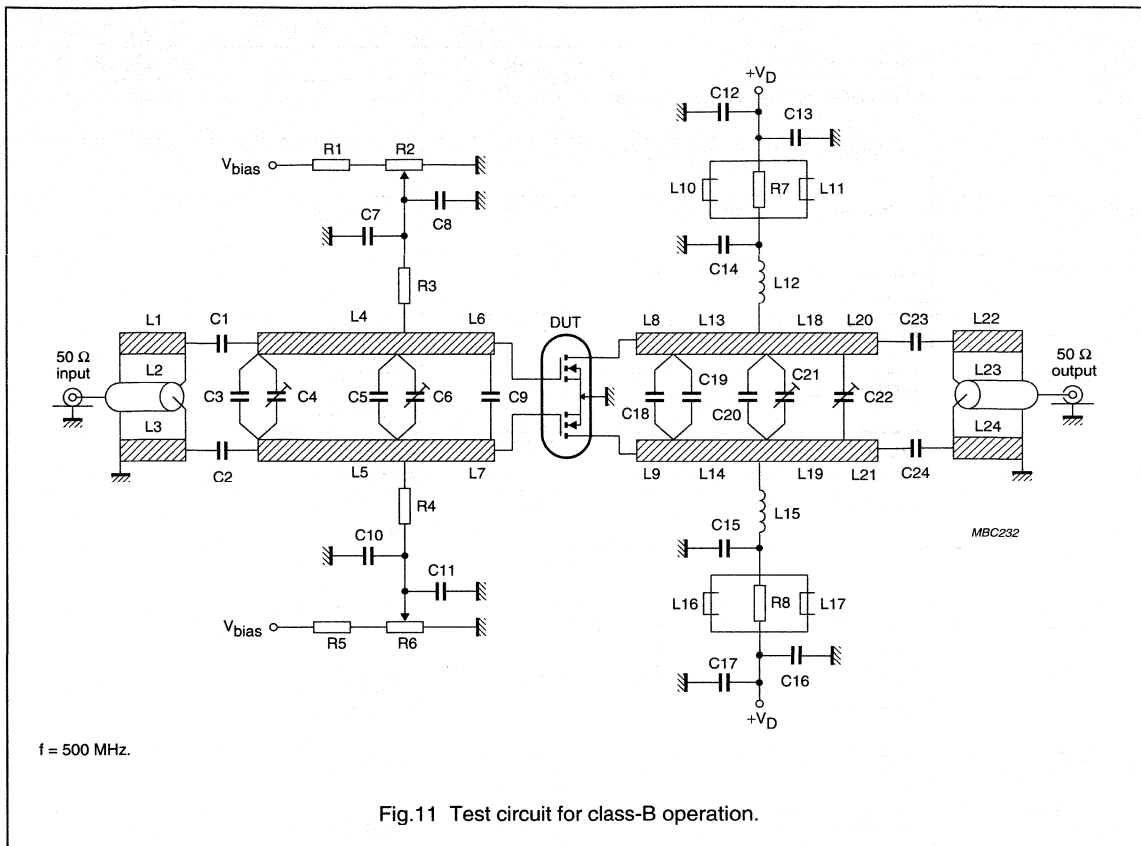 +VD
C12
C13
R1 R2
Vbias
L10 R7 L11
C7 C8
C14
L12
R3
L1 C1 L4 L6 DUT L8 L13 L18 L20 C23 L22
50 Ω
input
L2
50 Ω
output
L23
C3 C4 C5 C6 C9 C18 C19 C20 C21 C22
L3
L24
C2 L5 L7 L9 L14 L19 L21 C24
R4
L15
C10
C15
MBC232
C11
L16 R8 L17
Vbias
R5 R6
C17 C16
+VD
f = 500 MHz.
Fig.11 Test circuit for class-B operation.